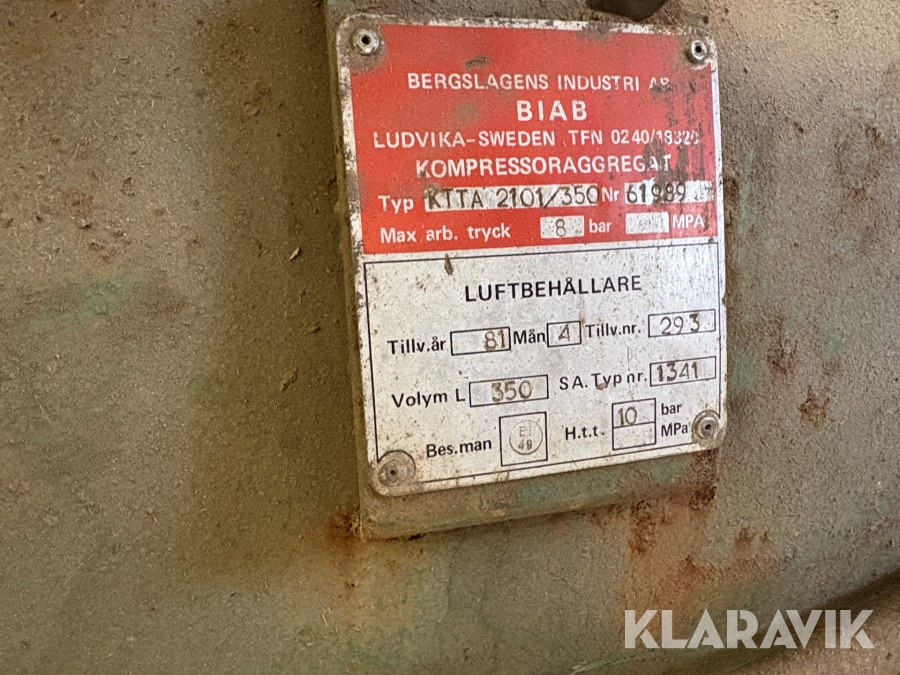 BERGSLAGENS INDUSTRI AB
BIAB
LUDVIKA-SWEDEN TFN 0240/18320
KOMPRESSORAGGREGAT
Typ KTTA 2101/350 Nr 61989
Max arb. tryck 8 bar MPA
LUFTBEHÅLLARE
Tillv.år 81 Mån 4 Tillv.nr. 293
Volym L 350 S.A. Typ nr. 1341
Bes.man 49 H.t.t. 10 bar
MPa
KLARAVIK